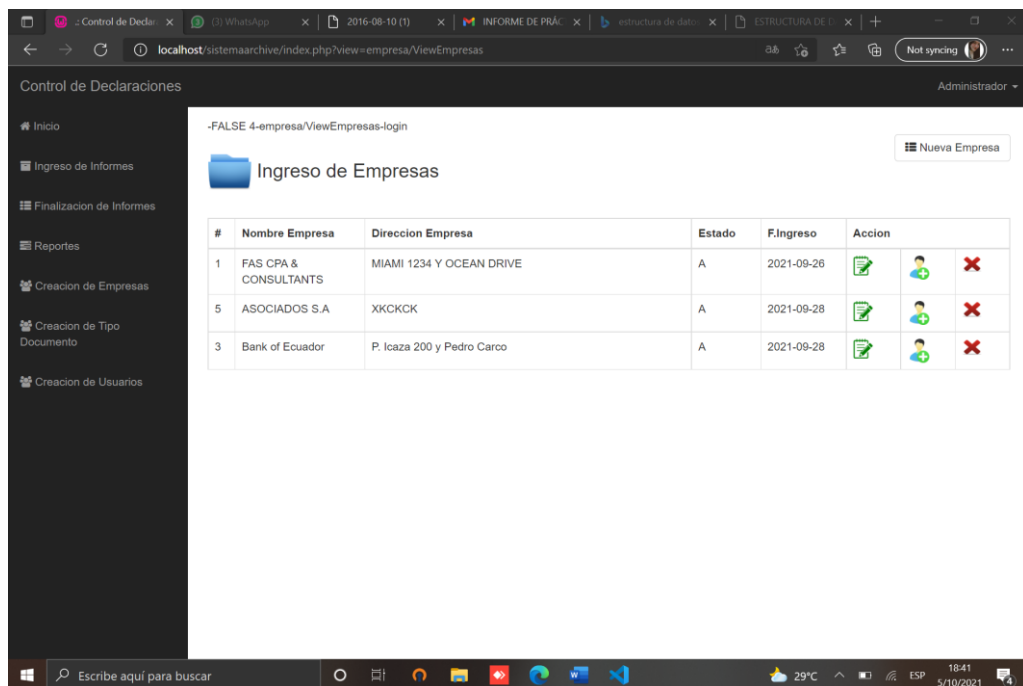 .: Control de Declar
(3) WhatsApp
2016-08-10 (1)
INFORME DE PRÁC
estructura de dato
ESTRUCTURA DE D
localhost/sistemaarchive/index.php?view=empresa/ViewEmpresas
Not syncing
Control de Declaraciones
Administrador
Inicio
Ingreso de Informes
Finalizacion de Informes
Reportes
Creacion de Empresas
Creacion de Tipo
Documento
Creacion de Usuarios
-FALSE 4-empresa/ViewEmpresas-login
Nueva Empresa
Ingreso de Empresas
# Nombre Empresa Direccion Empresa Estado F.Ingreso Accion
1 FAS CPA & MIAMI 1234 Y OCEAN DRIVE A 2021-09-26
CONSULTANTS
5 ASOCIADOS S.A XKCKCK A 2021-09-28
3 Bank of Ecuador P. Icaza 200 y Pedro Carco A 2021-09-28
Escribe aquí para buscar
29°C
ESP
18:41
5/10/2021
4